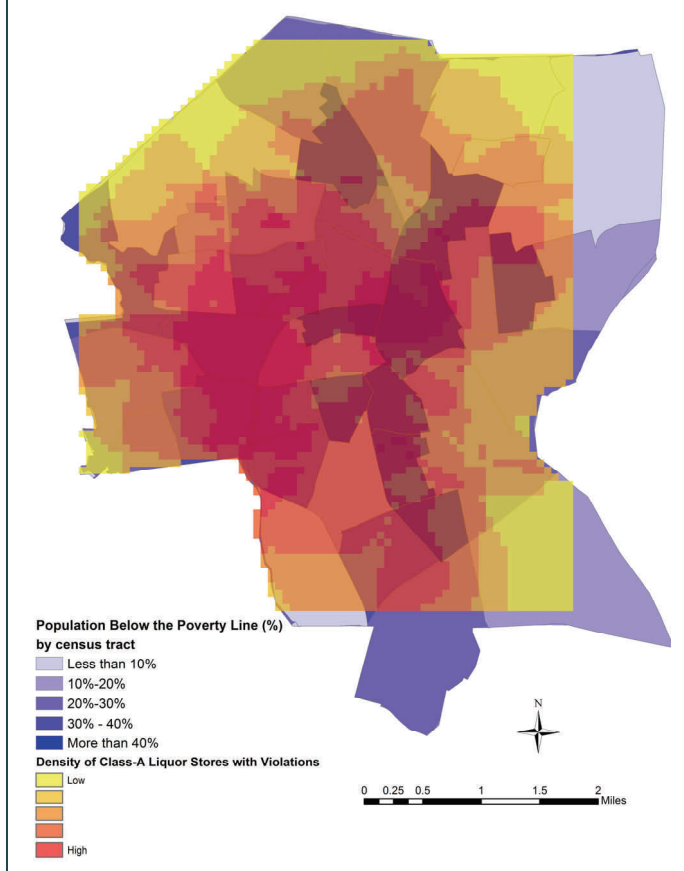 Population Below the Poverty Line (%)
by census tract
Less than 10%
10%-20%
20%-30%
30% - 40%
More than 40%
Density of Class-A Liquor Stores with Violations
Low
High
N
0 0.25 0.5 1 1.5 2
Miles